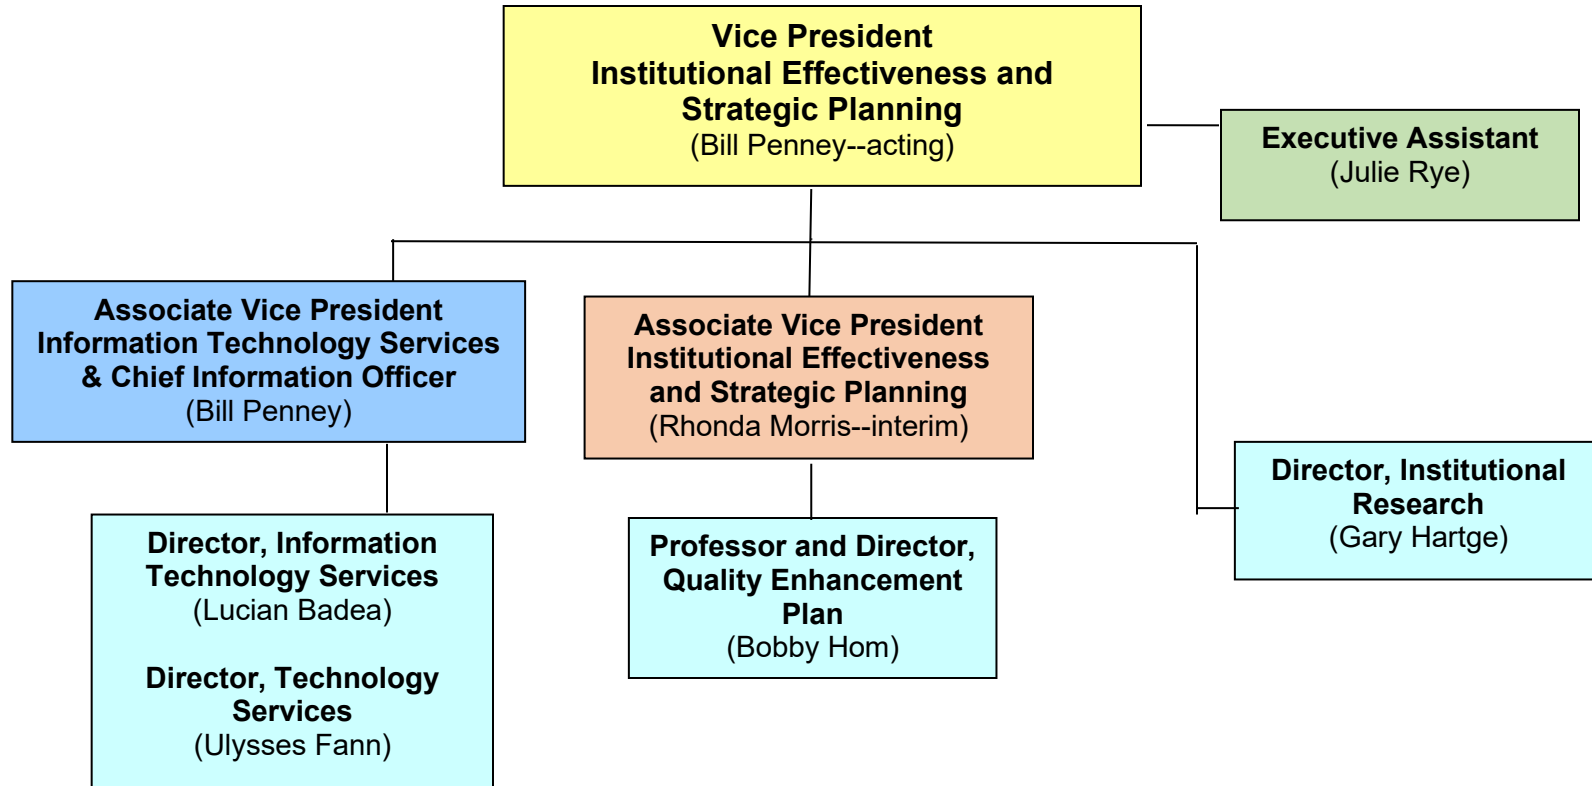 Vice President
Institutional Effectiveness and
Strategic Planning
(Bill Penney--acting)
Executive Assistant
(Julie Rye)
Associate Vice President
Information Technology Services
& Chief Information Officer
(Bill Penney)
Associate Vice President
Institutional Effectiveness
and Strategic Planning
(Rhonda Morris--interim)
Director, Institutional
Research
(Gary Hartge)
Director, Information
Technology Services
(Lucian Badea)
Director, Technology
Services
(Ulysses Fann)
Professor and Director,
Quality Enhancement
Plan
(Bobby Hom)